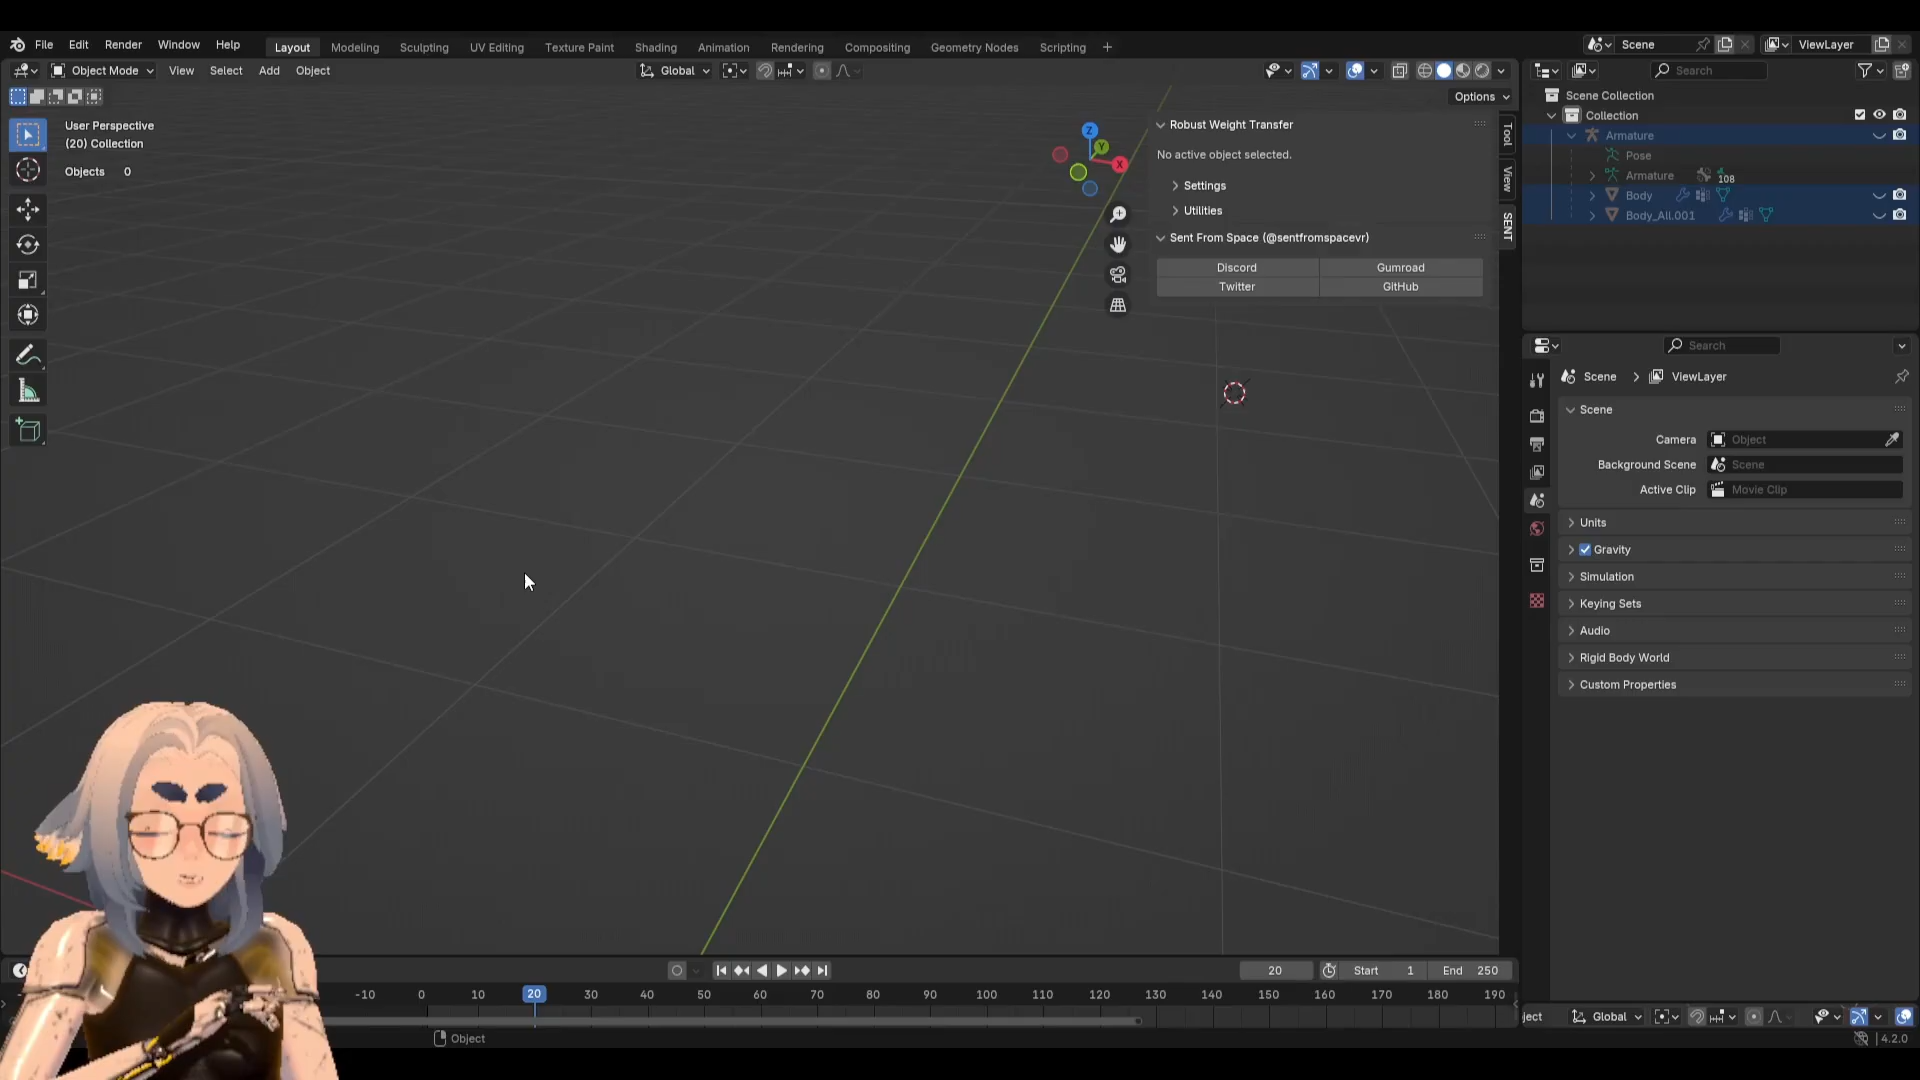 File Edit Render Window Help Layout Modeling Sculpting UV Editing Texture Paint Shading Animation Rendering Compositing Geometry Nodes Scripting + Scene ViewLayer
Object Mode View Select Add Object Global Search
Options
User Perspective
(20) Collection
Objects 0
Z
Y
X
Robust Weight Transfer
No active object selected.
Settings
Utilities
Sent From Space (@sentfromspacevr)
Discord Gumroad
Twitter GitHub
Tool
View
SENT
Scene Collection
Collection
Armature
Pose
Armature 108
Body
Body_All.001
Search
Scene ViewLayer
Scene
Camera Object
Background Scene Scene
Active Clip Movie Clip
Units
Gravity
Simulation
Keying Sets
Audio
Rigid Body World
Custom Properties
20 Start 1 End 250
-10 0 10 20 30 40 50 60 70 80 90 100 110 120 130 140 150 160 170 180 190
ject Global
Object 4.2.0